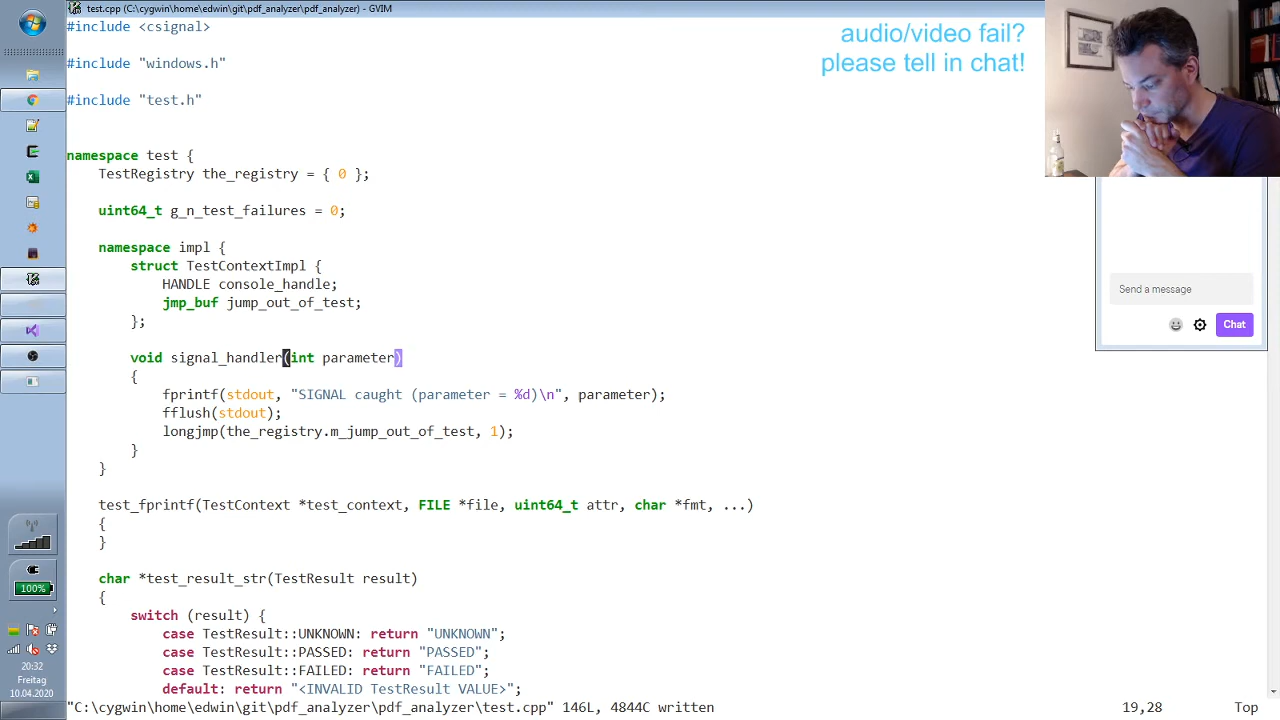 test.cpp (C:\cygwin\home\edwin\git\pdf_analyzer\pdf_analyzer) - GVIM
#include <csignal>
#include "windows.h"
#include "test.h"
namespace test {
TestRegistry the_registry = { 0 };
uint64_t g_n_test_failures = 0;
namespace impl {
struct TestContextImpl {
HANDLE console_handle;
jmp_buf jump_out_of_test;
};
void signal_handler(int parameter)
{
fprintf(stdout, "SIGNAL caught (parameter = %d)\n", parameter);
fflush(stdout);
longjmp(the_registry.m_jump_out_of_test, 1);
}
}
test_fprintf(TestContext *test_context, FILE *file, uint64_t attr, char *fmt, ...)
{
}
char *test_result_str(TestResult result)
{
switch (result) {
case TestResult::UNKNOWN: return "UNKNOWN";
case TestResult::PASSED: return "PASSED";
case TestResult::FAILED: return "FAILED";
default: return "<INVALID TestResult VALUE>";
"C:\cygwin\home\edwin\git\pdf_analyzer\pdf_analyzer\test.cpp" 146L, 4844C written
19,28
Top
audio/video fail?
please tell in chat!
Send a message
Chat
100%
20:32
Freitag
10.04.2020